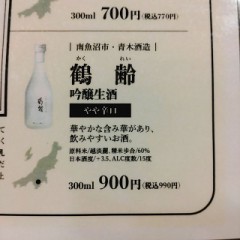 300ml 700円(税込770円)
南魚沼市・青木酒造
かく れい
鶴齢
吟醸生酒
やや辛口
華やかな含み華があり、
飲みやすいお酒。
原料米/越淡麗、精米歩合/60%
日本酒度/+3.5、ALC度数/15度
300ml 900円(税込990円)
鶴齢